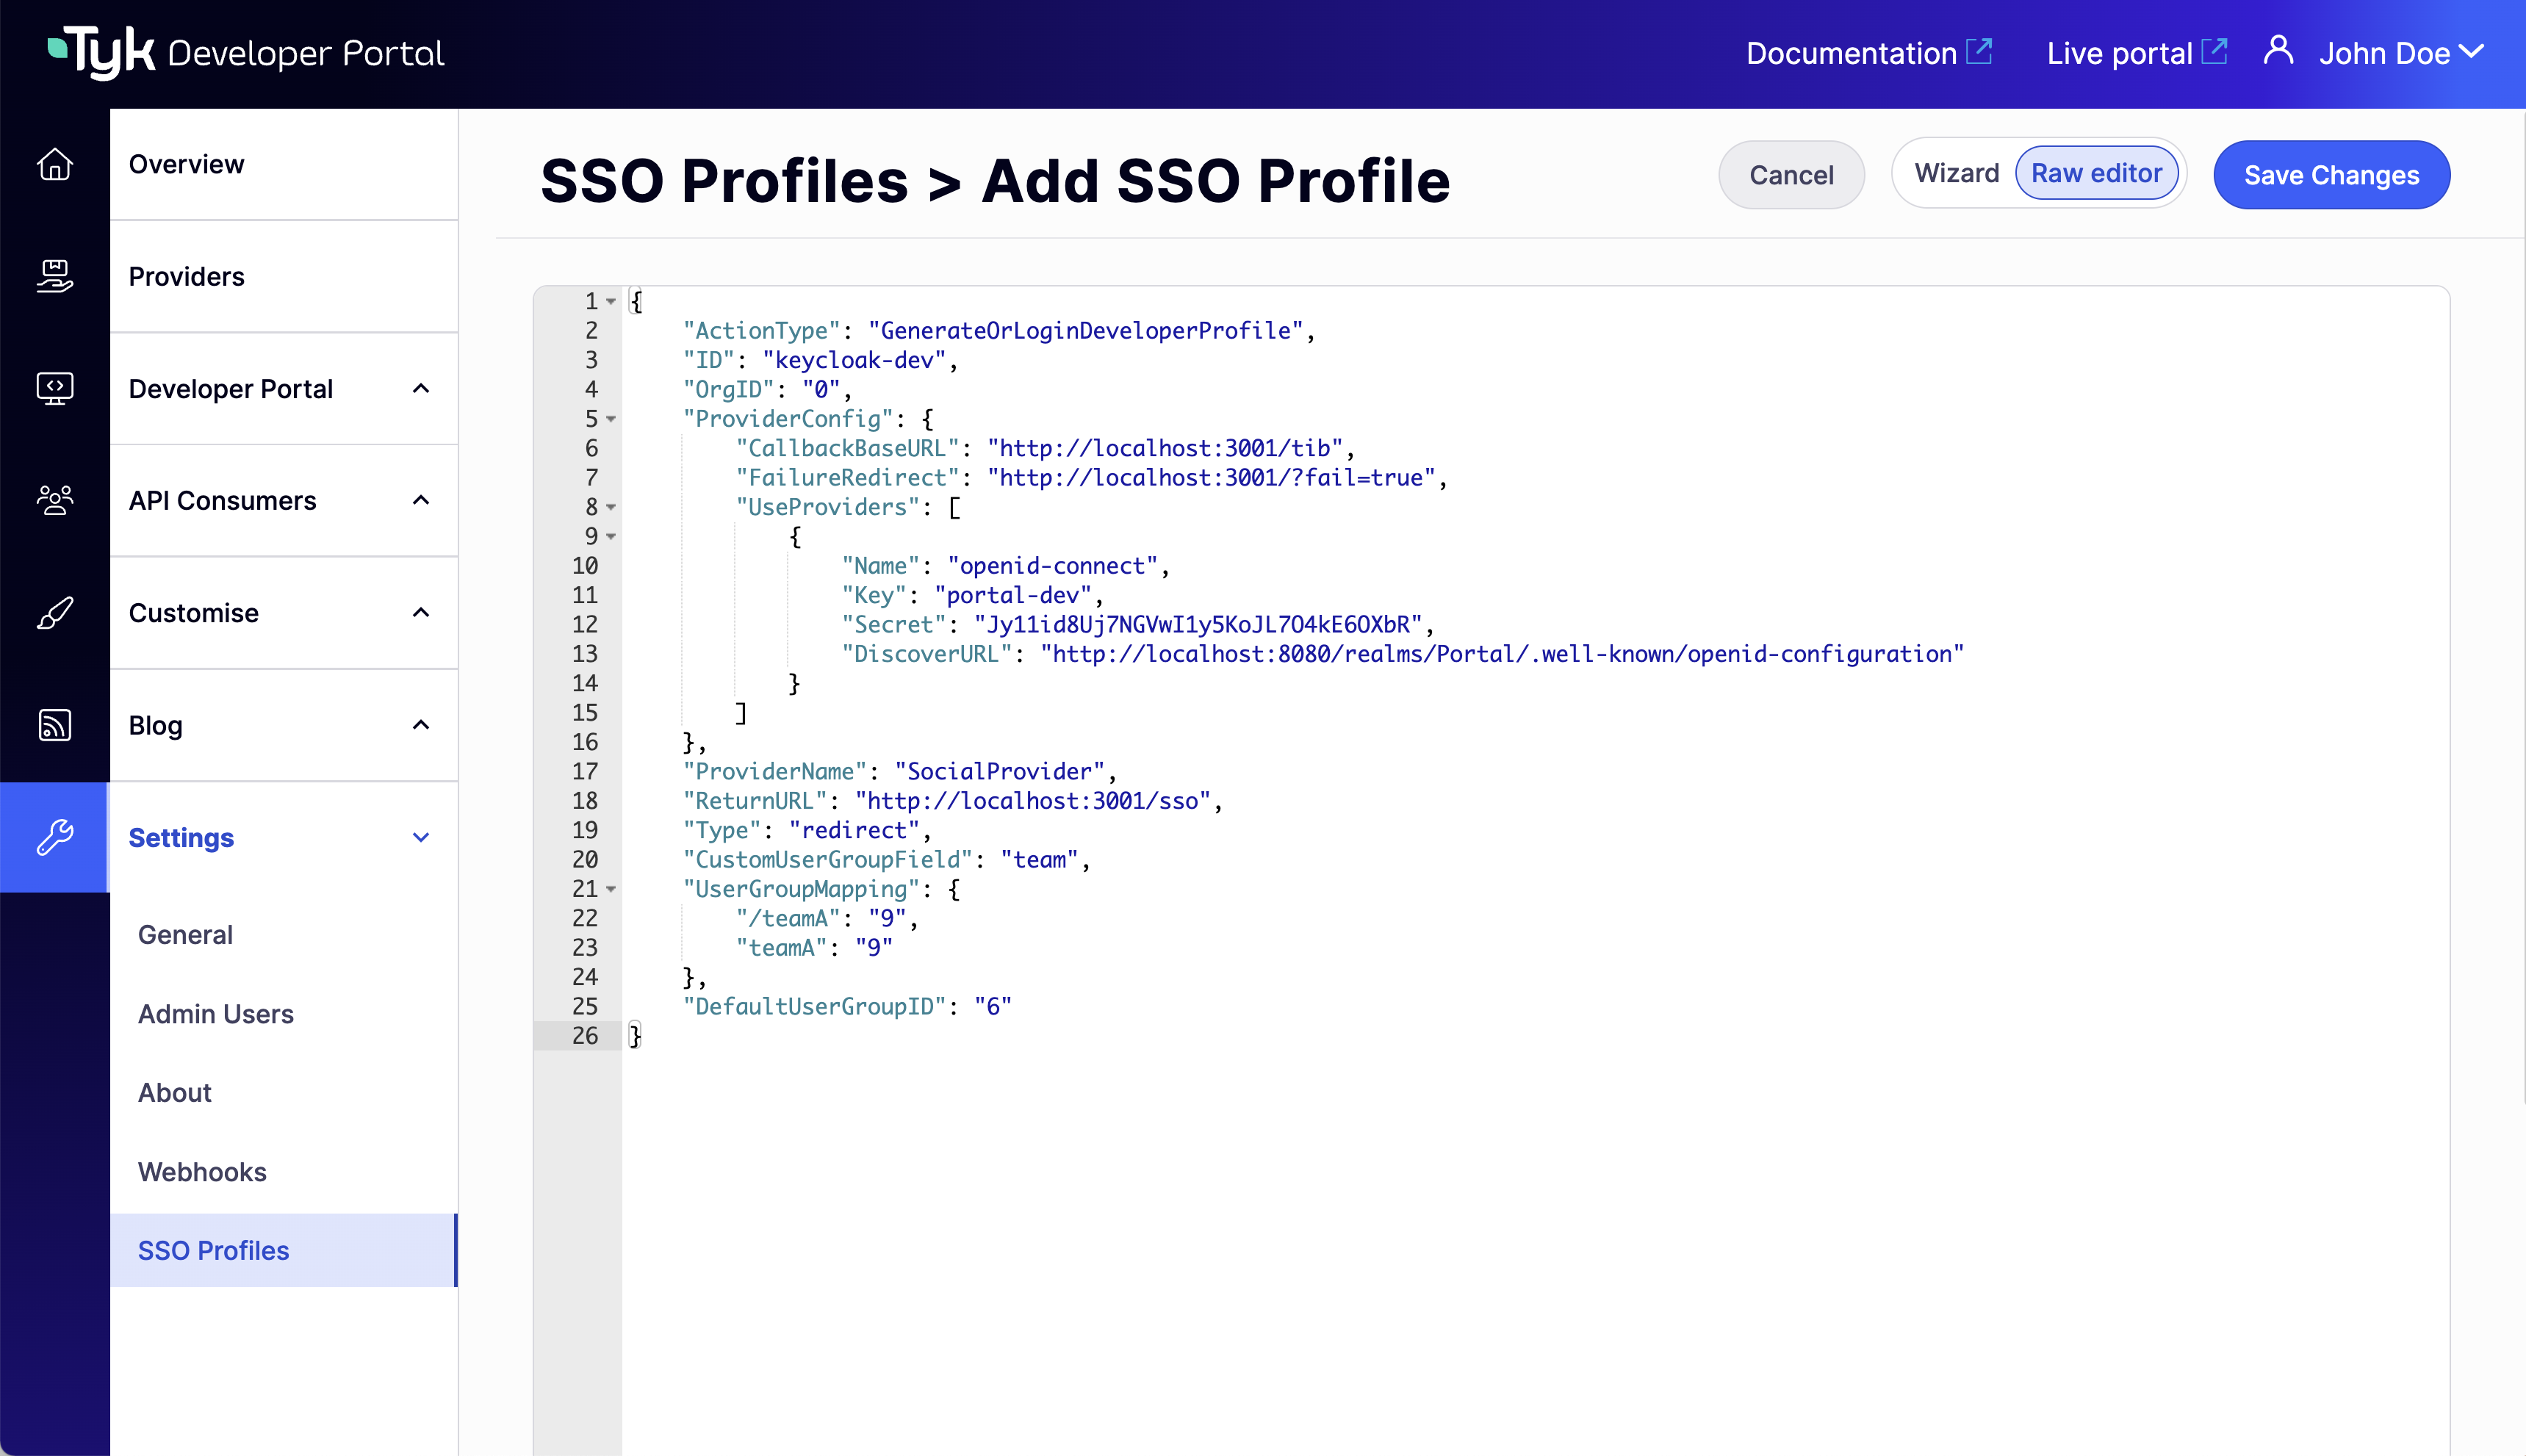 Tyk Developer Portal
Documentation
Live portal
John Doe
Overview
Providers
Developer Portal
API Consumers
Customise
Blog
Settings
General
Admin Users
About
Webhooks
SSO Profiles
SSO Profiles > Add SSO Profile
Cancel
Wizard
Raw editor
Save Changes
1 {
2 "ActionType": "GenerateOrLoginDeveloperProfile",
3 "ID": "keycloak-dev",
4 "OrgID": "0",
5 "ProviderConfig": {
6 "CallbackBaseURL": "http://localhost:3001/tib",
7 "FailureRedirect": "http://localhost:3001/?fail=true",
8 "UseProviders": [
9 {
10 "Name": "openid-connect",
11 "Key": "portal-dev",
12 "Secret": "Jy11id8Uj7NGVwI1y5KoJL7O4kE6OXbR",
13 "DiscoverURL": "http://localhost:8080/realms/Portal/.well-known/openid-configuration"
14 }
15 ]
16 },
17 "ProviderName": "SocialProvider",
18 "ReturnURL": "http://localhost:3001/sso",
19 "Type": "redirect",
20 "CustomUserGroupField": "team",
21 "UserGroupMapping": {
22 "/teamA": "9",
23 "teamA": "9"
24 },
25 "DefaultUserGroupID": "6"
26 }